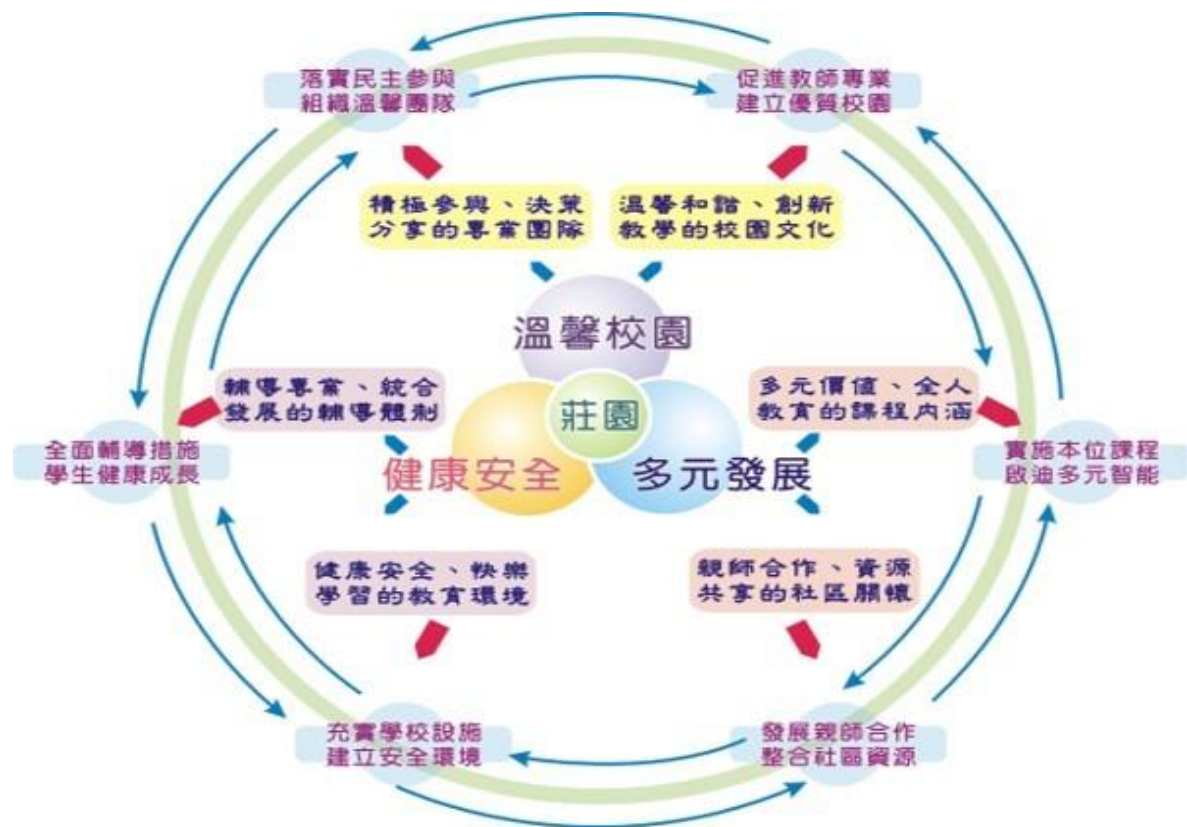 落實民主參與
組織溫馨團隊
促進教師專業
建立優質校園
積極參與、決策
分享的專業團隊
溫馨和諧、創新
教學的校園文化
溫馨校園
輔導專業、統合
發展的輔導體制
多元價值、全人
教育的課程內涵
莊園
全面輔導措施
學生健康成長
健康安全
多元發展
實施本位課程
啟迪多元智能
健康安全、快樂
學習的教育環境
親師合作、資源
共享的社區關懷
充實學校設施
建立安全環境
發展親師合作
整合社區資源